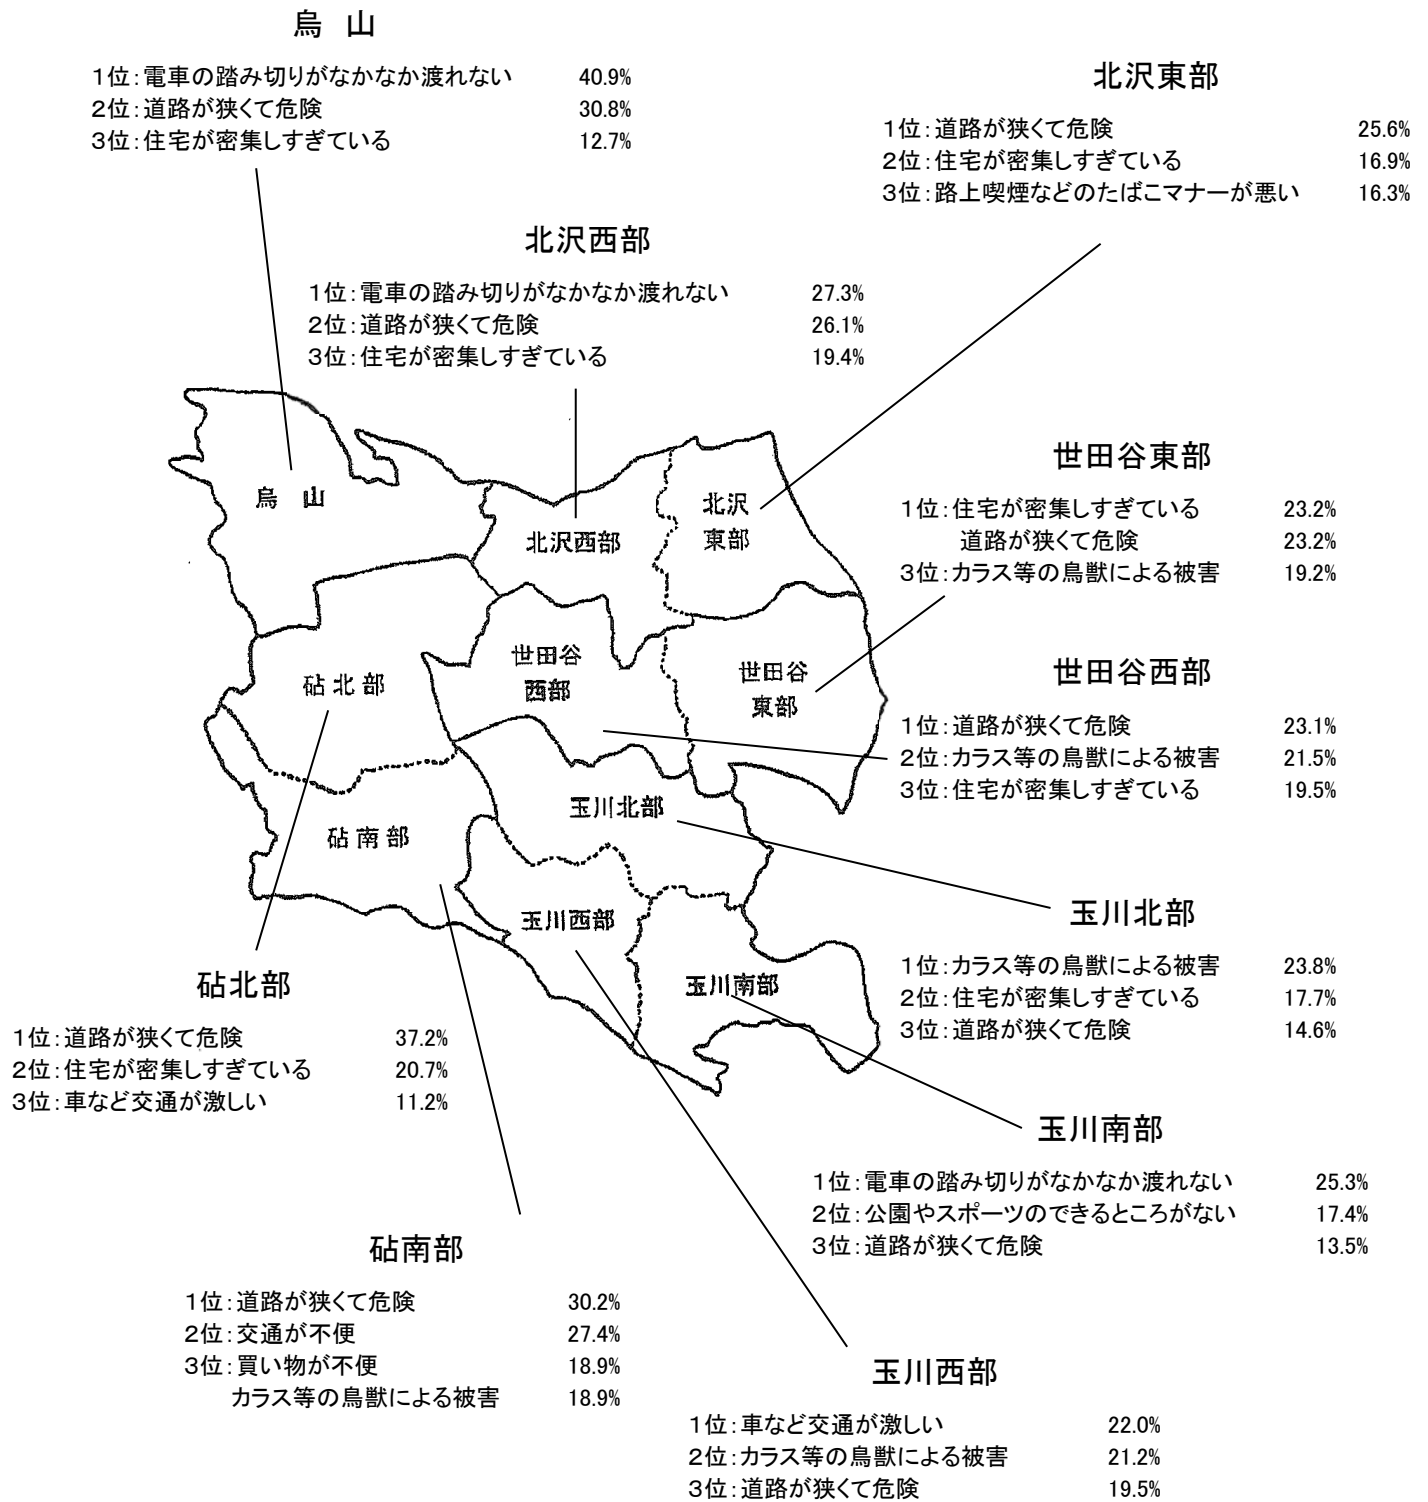 烏 山
1位：電車の踏み切りがなかなか渡れない 40.9%
2位：道路が狭くて危険 30.8%
3位：住宅が密集しすぎている 12.7%
北沢東部
1位：道路が狭くて危険 25.6%
2位：住宅が密集しすぎている 16.9%
3位：路上喫煙などのたばこマナーが悪い 16.3%
北沢西部
1位：電車の踏み切りがなかなか渡れない 27.3%
2位：道路が狭くて危険 26.1%
3位：住宅が密集しすぎている 19.4%
世田谷東部
1位：住宅が密集しすぎている 23.2%
道路が狭くて危険 23.2%
3位：カラス等の鳥獣による被害 19.2%
世田谷西部
1位：道路が狭くて危険 23.1%
2位：カラス等の鳥獣による被害 21.5%
3位：住宅が密集しすぎている 19.5%
烏 山
北沢西部
北沢
東部
世田谷
西部
世田谷
東部
砧北部
砧南部
玉川北部
玉川西部
玉川南部
玉川北部
1位：カラス等の鳥獣による被害 23.8%
2位：住宅が密集しすぎている 17.7%
3位：道路が狭くて危険 14.6%
砧北部
1位：道路が狭くて危険 37.2%
2位：住宅が密集しすぎている 20.7%
3位：車など交通が激しい 11.2%
玉川南部
1位：電車の踏み切りがなかなか渡れない 25.3%
2位：公園やスポーツのできるところがない 17.4%
3位：道路が狭くて危険 13.5%
砧南部
1位：道路が狭くて危険 30.2%
2位：交通が不便 27.4%
3位：買い物が不便 18.9%
カラス等の鳥獣による被害 18.9%
玉川西部
1位：車など交通が激しい 22.0%
2位：カラス等の鳥獣による被害 21.2%
3位：道路が狭くて危険 19.5%